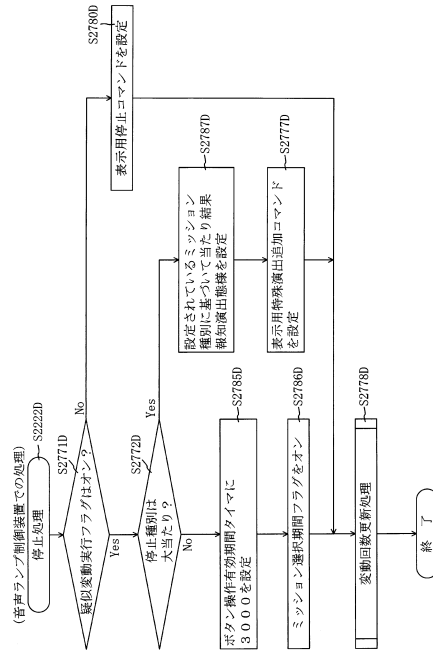 (音声ランプ制御装置での処理)
停止処理
S2222D
疑似変動実行フラグはオン？
S2771D
No
Yes
表示用停止コマンドを設定
S2780D
停止種別は
大当たり？
S2772D
Yes
No
設定されているミッション
種別に基づいて当たり結果
報知演出態様を設定
S2787D
表示用特殊演出追加コマンド
を設定
S2777D
ボタン操作有効期間タイマに
３０００を設定
S2785D
ミッション選択期間フラグをオン
S2786D
変動回数更新処理
S2778D
終了